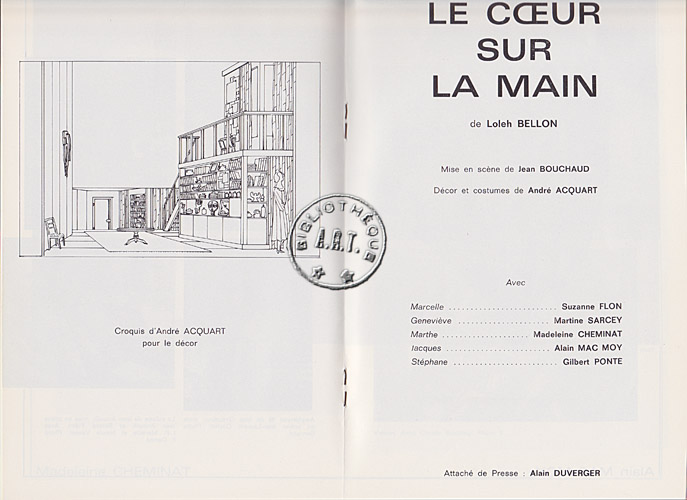 Croquis d'André ACQUART
pour le décor
BIBLIOTHÈQUE
A.R.T.
LE CŒUR
SUR
LA MAIN
de Loleh BELLON
Mise en scène de Jean BOUCHAUD
Décor et costumes de André ACQUART
Avec
Marcelle .......................... Suzanne FLON
Geneviève ...................... Martine SARCEY
Marthe ..................... Madeleine CHEMINAT
Iacques ......................... Alain MAC MOY
Stéphane ......................... Gilbert PONTE
Attaché de Presse : Alain DUVERGER